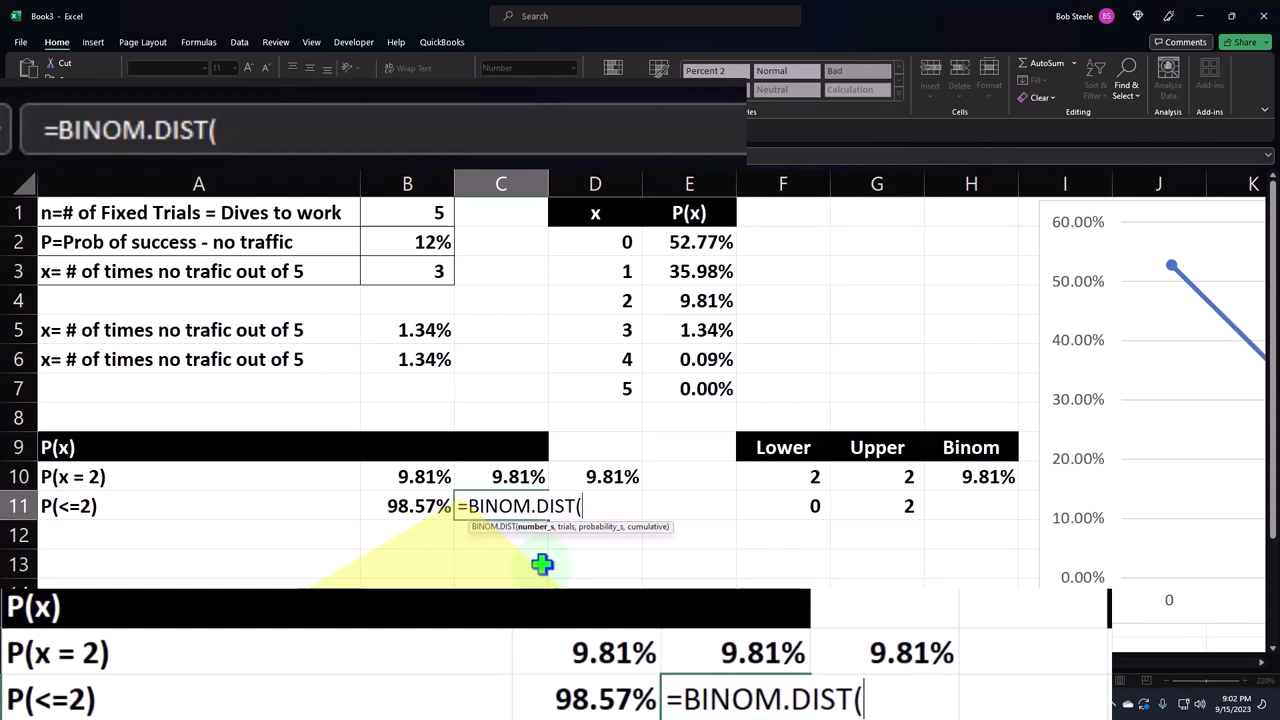 Book3 - Excel
Search
Bob Steele BS
File Home Insert Page Layout Formulas Data Review View Developer Help QuickBooks
Comments Share
Cut 11 Wrap Text Number Percent 2 Normal Bad AutoSum
Neutral Calculation Insert Delete Format Fill Sort & Filter Find & Select Analyze Data Add-ins
Clear
Cells Analysis Add-ins
=BINOM.DIST(
A B C D E F G H I J K
1 n=# of Fixed Trials = Dives to work 5 x P(x)
2 P=Prob of success - no traffic 12% 0 52.77%
3 x= # of times no trafic out of 5 3 1 35.98%
4 2 9.81%
5 x= # of times no trafic out of 5 1.34% 3 1.34%
6 x= # of times no trafic out of 5 1.34% 4 0.09%
7 5 0.00%
8
9 P(x) Lower Upper Binom
10 P(x = 2) 9.81% 9.81% 9.81% 2 2 9.81%
11 P(<=2) 98.57% =BINOM.DIST( 0 2
BINOM.DIST(number_s, trials, probability_s, cumulative)
12
13
60.00%
50.00%
40.00%
30.00%
20.00%
10.00%
0.00%
0
P(x)
P(x = 2) 9.81% 9.81% 9.81%
P(<=2) 98.57% =BINOM.DIST(
220%
9:02 PM
9/15/2023